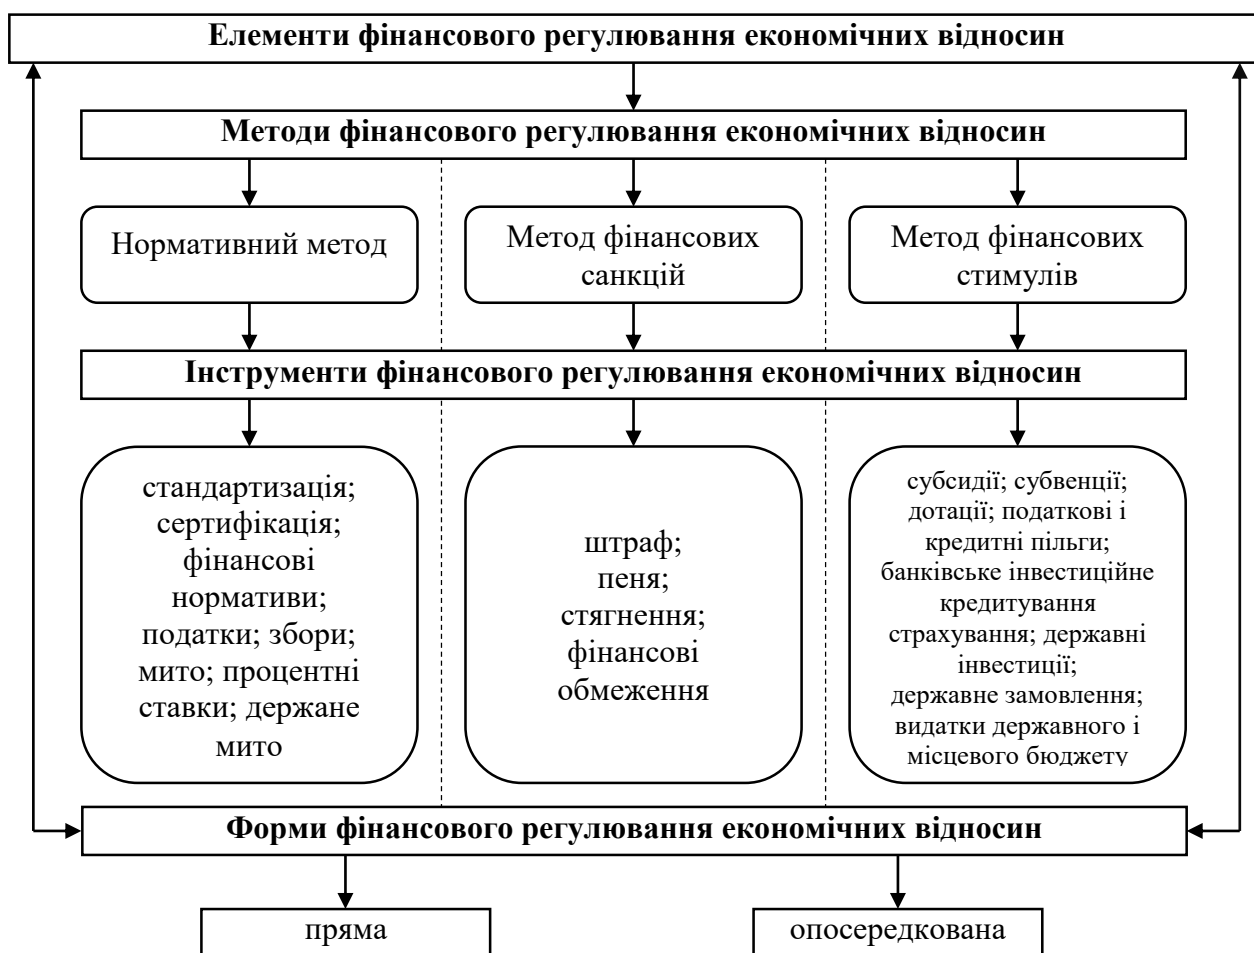 Елементи фінансового регулювання економічних відносин
Методи фінансового регулювання економічних відносин
Нормативний метод
Метод фінансових
санкцій
Метод фінансових
стимулів
Інструменти фінансового регулювання економічних відносин
стандартизація;
сертифікація;
фінансові
нормативи;
податки; збори;
мито; процентні
ставки; держане
мито
штраф;
пеня;
стягнення;
фінансові
обмеження
субсидії; субвенції;
дотації; податкові і
кредитні пільги;
банківське інвестиційне
кредитування
страхування; державні
інвестиції;
державне замовлення;
видатки державного і
місцевого бюджету
Форми фінансового регулювання економічних відносин
пряма
опосередкована